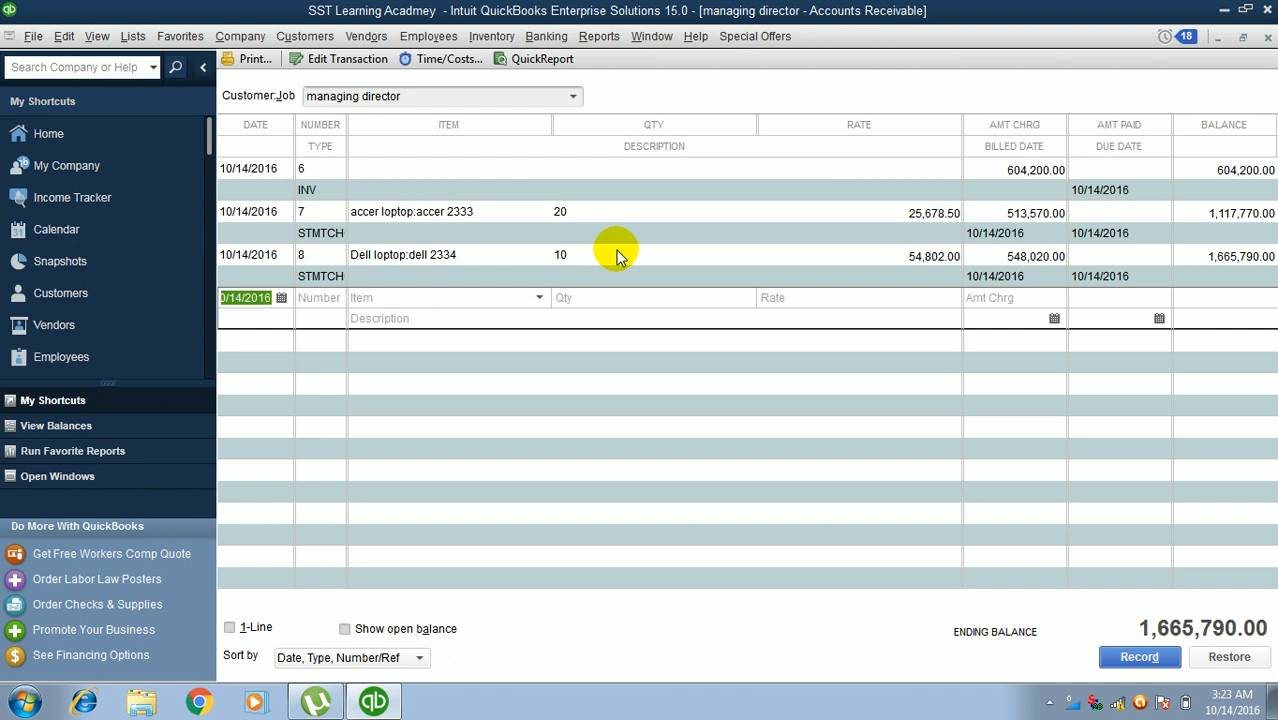 SST Learning Acadmey - Intuit QuickBooks Enterprise Solutions 15.0 - [managing director - Accounts Receivable]
File Edit View Lists Favorites Company Customers Vendors Employees Inventory Banking Reports Window Help Special Offers 18
Search Company or Help
Print... Edit Transaction Time/Costs... QuickReport
My Shortcuts
Home
My Company
Income Tracker
Calendar
Snapshots
Customers
Vendors
Employees
My Shortcuts
View Balances
Run Favorite Reports
Open Windows
Do More With QuickBooks
Get Free Workers Comp Quote
Order Labor Law Posters
Order Checks & Supplies
Promote Your Business
See Financing Options
Customer:Job managing director
DATE NUMBER ITEM QTY RATE AMT CHRG AMT PAID BALANCE
TYPE DESCRIPTION BILLED DATE DUE DATE
10/14/2016 6 604,200.00 604,200.00
INV 10/14/2016
10/14/2016 7 accer loptop:accer 2333 20 25,678.50 513,570.00 1,117,770.00
STMTCH 10/14/2016 10/14/2016
10/14/2016 8 Dell loptop:dell 2334 10 54,802.00 548,020.00 1,665,790.00
STMTCH 10/14/2016 10/14/2016
0/14/2016 Number Item Qty Rate Amt Chrg
Description
1-Line Show open balance
ENDING BALANCE 1,665,790.00
Sort by Date, Type, Number/Ref
Record Restore
3:23 AM
10/14/2016